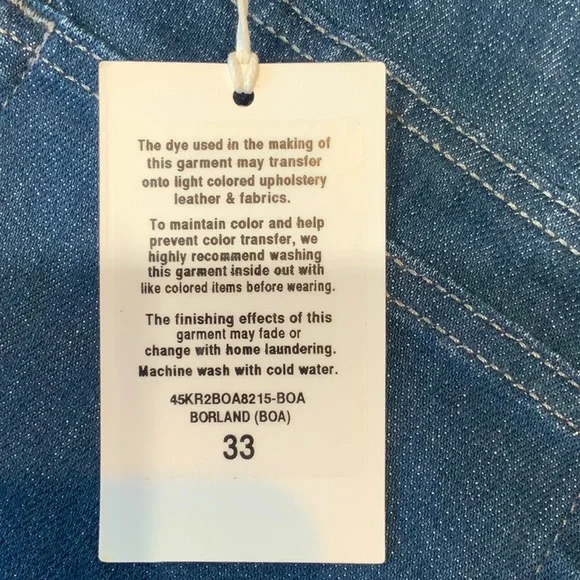 The dye used in the making of
this garment may transfer
onto light colored upholstery
leather & fabrics.
To maintain color and help
prevent color transfer, we
highly recommend washing
this garment inside out with
like colored items before wearing.
The finishing effects of this
garment may fade or
change with home laundering.
Machine wash with cold water.
45KR2BOA8215-BOA
BORLAND (BOA)
33